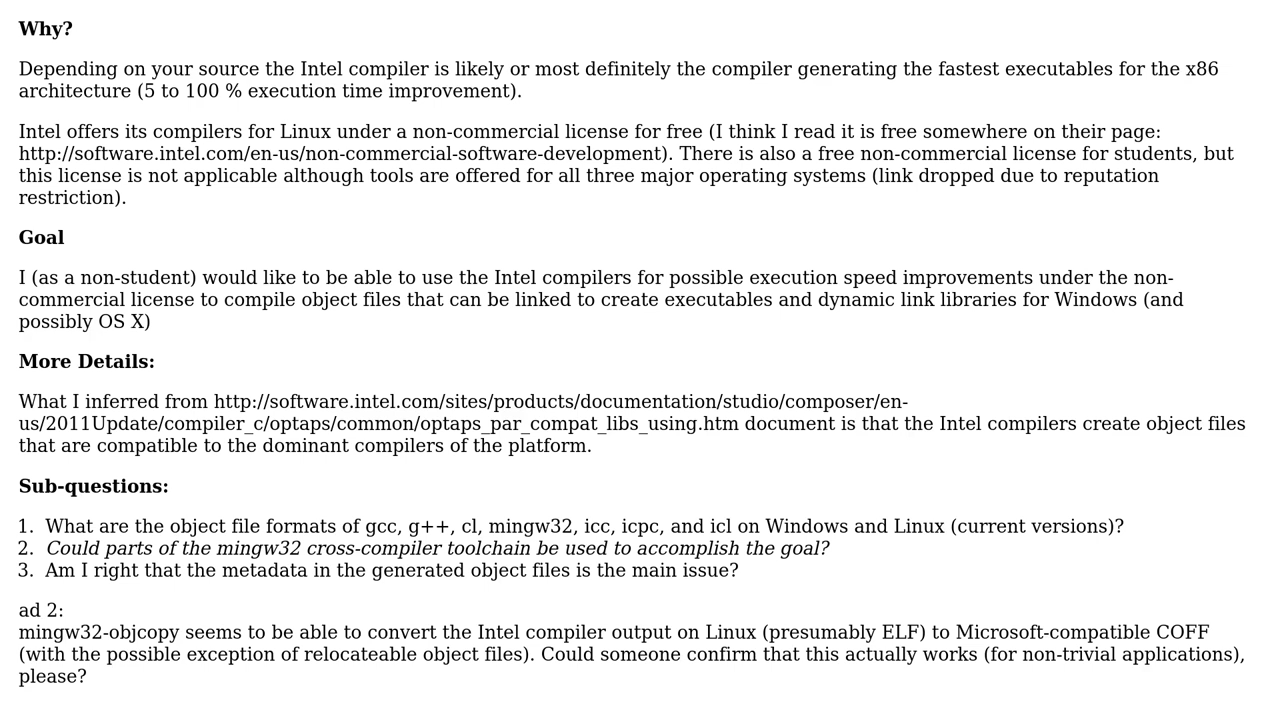 Why?
Depending on your source the Intel compiler is likely or most definitely the compiler generating the fastest executables for the x86
architecture (5 to 100 % execution time improvement).
Intel offers its compilers for Linux under a non-commercial license for free (I think I read it is free somewhere on their page:
http://software.intel.com/en-us/non-commercial-software-development). There is also a free non-commercial license for students, but
this license is not applicable although tools are offered for all three major operating systems (link dropped due to reputation
restriction).
Goal
I (as a non-student) would like to be able to use the Intel compilers for possible execution speed improvements under the non-
commercial license to compile object files that can be linked to create executables and dynamic link libraries for Windows (and
possibly OS X)
More Details:
What I inferred from http://software.intel.com/sites/products/documentation/studio/composer/en-
us/2011Update/compiler_c/optaps/common/optaps_par_compat_libs_using.htm document is that the Intel compilers create object files
that are compatible to the dominant compilers of the platform.
Sub-questions:
1. What are the object file formats of gcc, g++, cl, mingw32, icc, icpc, and icl on Windows and Linux (current versions)?
2. Could parts of the mingw32 cross-compiler toolchain be used to accomplish the goal?
3. Am I right that the metadata in the generated object files is the main issue?
ad 2:
mingw32-objcopy seems to be able to convert the Intel compiler output on Linux (presumably ELF) to Microsoft-compatible COFF
(with the possible exception of relocateable object files). Could someone confirm that this actually works (for non-trivial applications),
please?